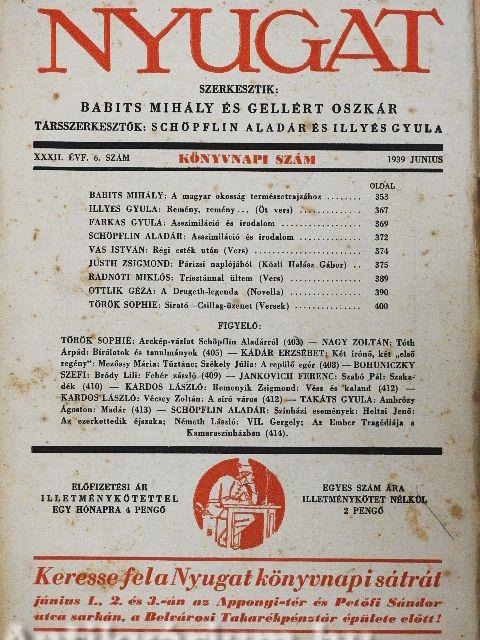 NYUGAT
SZERKESZTIK:
BABITS MIHÁLY ÉS GELLÉRT OSZKÁR
TÁRSSZERKESZTŐK: SCHÖPFLIN ALADÁR ÉS ILLYÉS GYULA
XXXII. ÉVF. 6. SZÁM KÖNYVNAPI SZÁM 1939 JUNIUS
OLDAL
BABITS MIHÁLY: A magyar okosság természetrajzához ........ 353
ILLYES GYULA: Remény, remény... (Öt vers) ............. 367
FARKAS GYULA: Asszimiláció és irodalom .................. 369
SCHÖPFLIN ALADÁR: Asszimiláció és irodalom ............. 372
VAS ISTVÁN: Régi esték után (Vers) ....................... 374
JUSTH ZSIGMOND: Párizsi naplójából (Közli Halász Gábor) .. 375
RADNÓTI MIKLÓS: Trisztánnal ültem (Vers) ................ 389
OTTLIK GÉZA: A Drugeth-legenda (Novella) ................ 390
TÖRÖK SOPHIE: Sirató—Csillag-üzenet (Versek) ............ 400
FIGYELŐ:
TÖRÖK SOPHIE: Arckép-vázlat Schöpflin Aladárról (403) — NAGY ZOLTÁN: Tóth
Árpád: Bírálatok és tanulmányok (405) — KÁDÁR ERZSÉBET: Két írónő, két „első
regény": Mezőssy Mária: Tűztánc; Székely Júlia: A repülő egér (408) — BOHUNICZKY
SZEFI: Bródy Lili: Fehér zászló (409) — JANKOVICH FERENC: Szabó Pál: Szaka-
dék (410) — KARDOS LÁSZLÓ: Remenyik Zsigmond: Vész és kaland (412) —
KARDOS LÁSZLÓ: Vécsey Zoltán: A síró város (412) — TAKÁTS GYULA: Ambrózy
Ágoston: Madár (413) — SCHÖPFLIN ALADÁR: Színházi események; Heltai Jenő:
Az ezerkettedik éjszaka; Németh László: VII. Gergely; Az Ember Tragédiája a
Kamaraszínházban (414).
ELŐFIZETÉSI ÁR
ILLETMÉNYKÖTETTEL
EGY HÓNAPRA 4 PENGŐ
EGYES SZÁM ÁRA
ILLETMÉNYKÖTET NÉLKÜL
2 PENGŐ
Keresse fel a Nyugat könyvnapi sátrát
június 1., 2. és 3.-án az Apponyi-tér és Petőfi Sándor
utca sarkán, a Belvárosi Takarékpénztár épülete előtt!